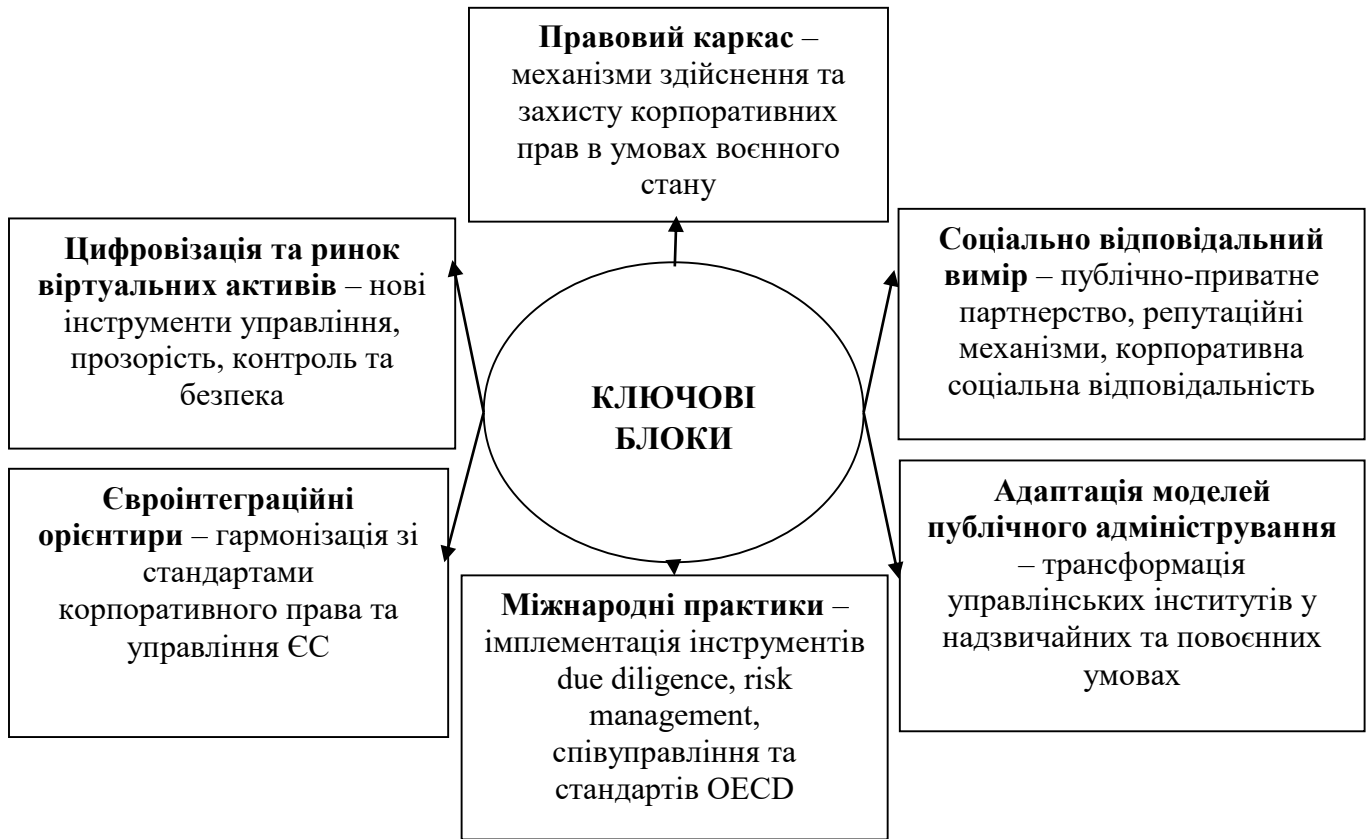 Правовий каркас –
механізми здійснення та
захисту корпоративних
прав в умовах воєнного
стану
Цифровізація та ринок
віртуальних активів – нові
інструменти управління,
прозорість, контроль та
безпека
Соціально відповідальний
вимір – публічно-приватне
партнерство, репутаційні
механізми, корпоративна
соціальна відповідальність
КЛЮЧОВІ
БЛОКИ
Євроінтеграційні
орієнтири – гармонізація зі
стандартами
корпоративного права та
управління ЄС
Міжнародні практики –
імплементація інструментів
due diligence, risk
management,
співуправління та
стандартів OECD
Адаптація моделей
публічного адміністрування
– трансформація
управлінських інститутів у
надзвичайних та повоєнних
умовах